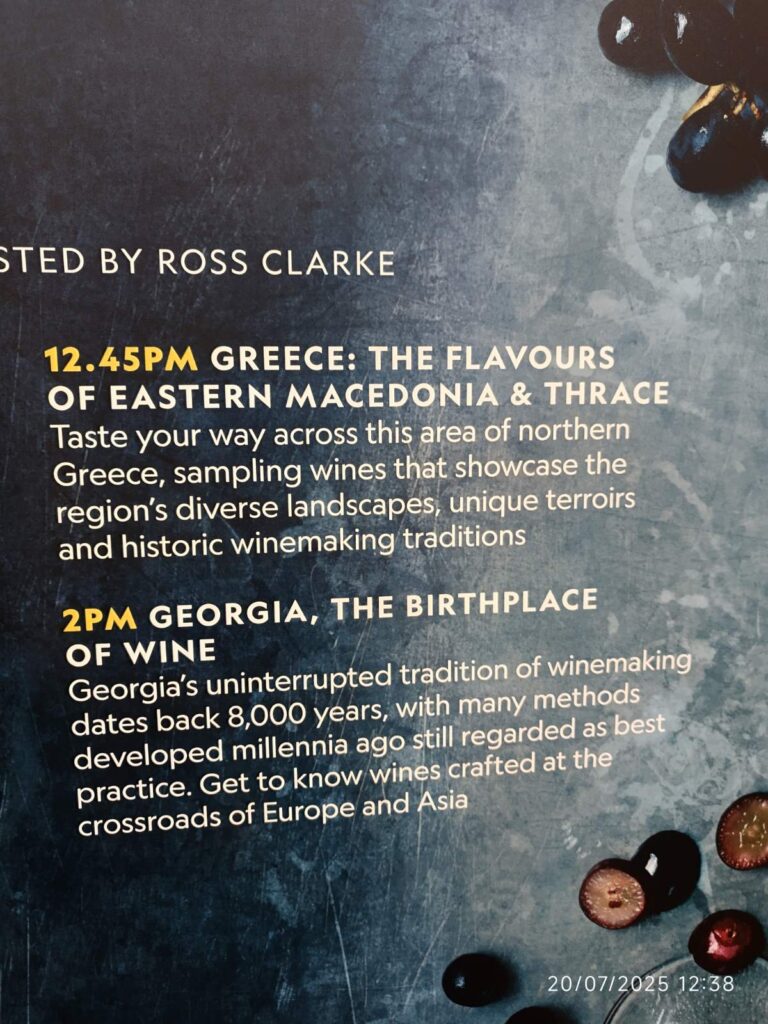 BY ROSS CLARKE
12.45PM GREECE: THE FLAVOURS
OF EASTERN MACEDONIA & THRACE
Taste your way across this area of northern
Greece, sampling wines that showcase the
region's diverse landscapes, unique terroirs
and historic winemaking traditions
2PM GEORGIA, THE BIRTHPLACE
OF WINE
Georgia's uninterrupted tradition of winemaking
dates back 8,000 years, with many methods
developed millennia ago still regarded as best
practice. Get to know wines crafted at the
crossroads of Europe and Asia
20/07/2025 12:38